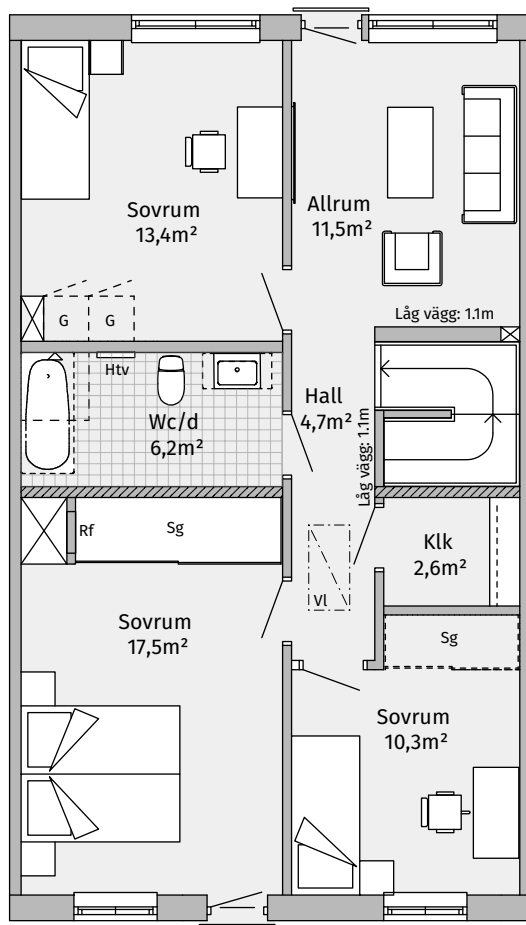 Sovrum
13,4m²
Allrum
11,5m²
Låg vägg: 1.1m
G
G
Htv
Wc/d
6,2m²
Hall
4,7m²
Låg vägg: 1.1m
Rf
Sg
Klk
2,6m²
Vl
Sovrum
17,5m²
Sg
Sovrum
10,3m²